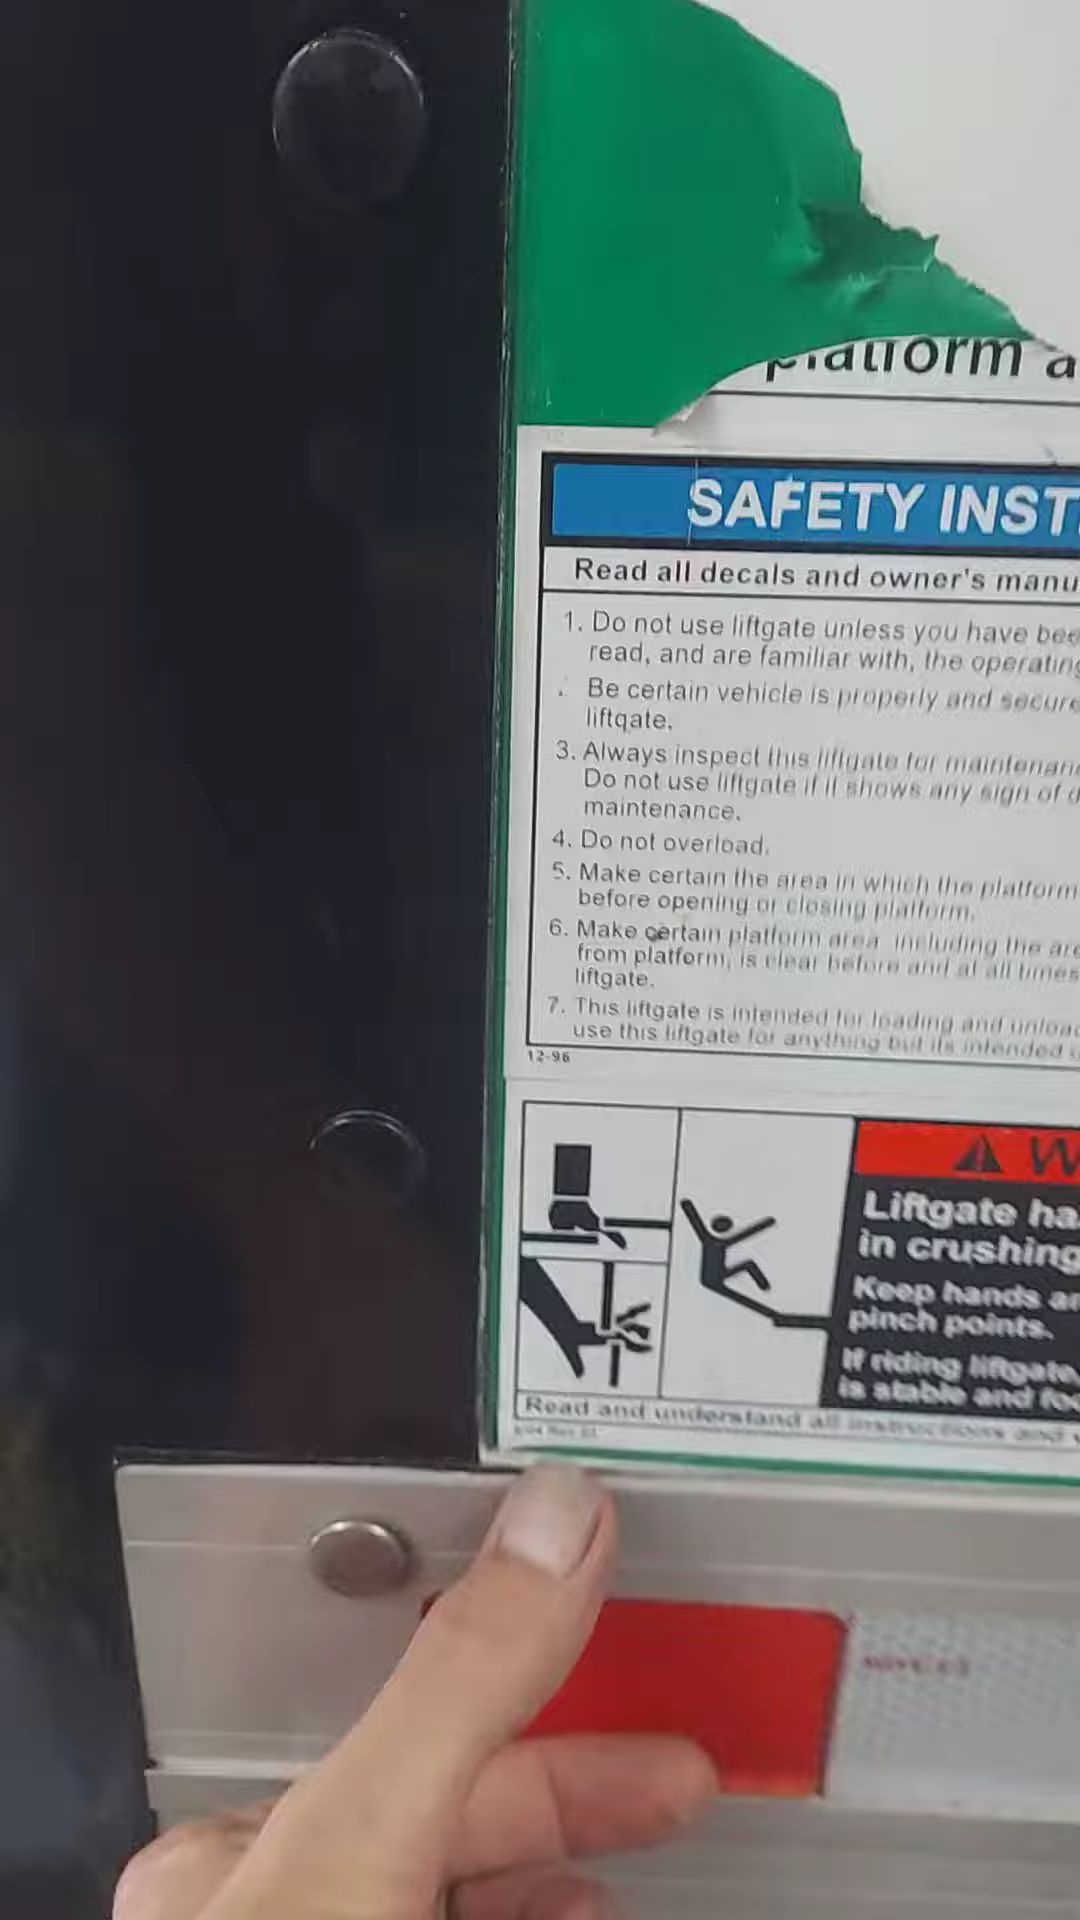 platform a
SAFETY INST
Read all decals and owner's manu
1. Do not use liftgate unless you have bee
read, and are familiar with, the operating
. Be certain vehicle is properly and secure
liftgate.
3. Always inspect this liftgate for maintenanc
Do not use liftgate if it shows any sign of d
maintenance.
4. Do not overload.
5. Make certain the area in which the platform
before opening or closing platform.
6. Make certain platform area, including the are
from platform, is clear before and at all times
liftgate.
7. This liftgate is intended for loading and unload
use this liftgate for anything but its intended
12-96
W
Liftgate ha
in crushing
Keep hands an
pinch points.
If riding liftgate,
is stable and foo
Read and understand all instructions and